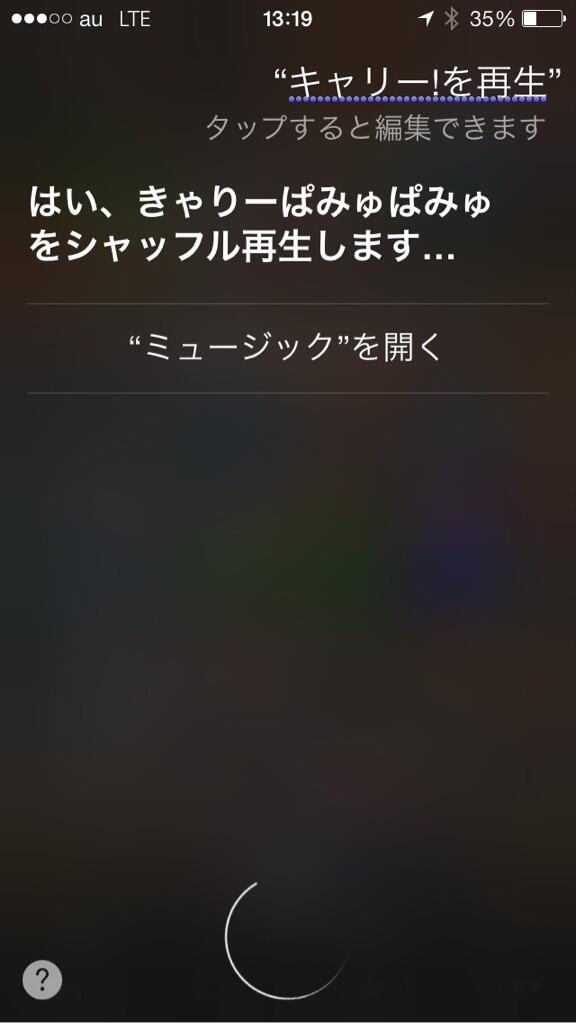 au LTE 13:19 35%
“キャリー!を再生”
タップすると編集できます
はい、きゃりーぱみゅぱみゅ
をシャッフル再生します…
“ミュージック”を開く
?